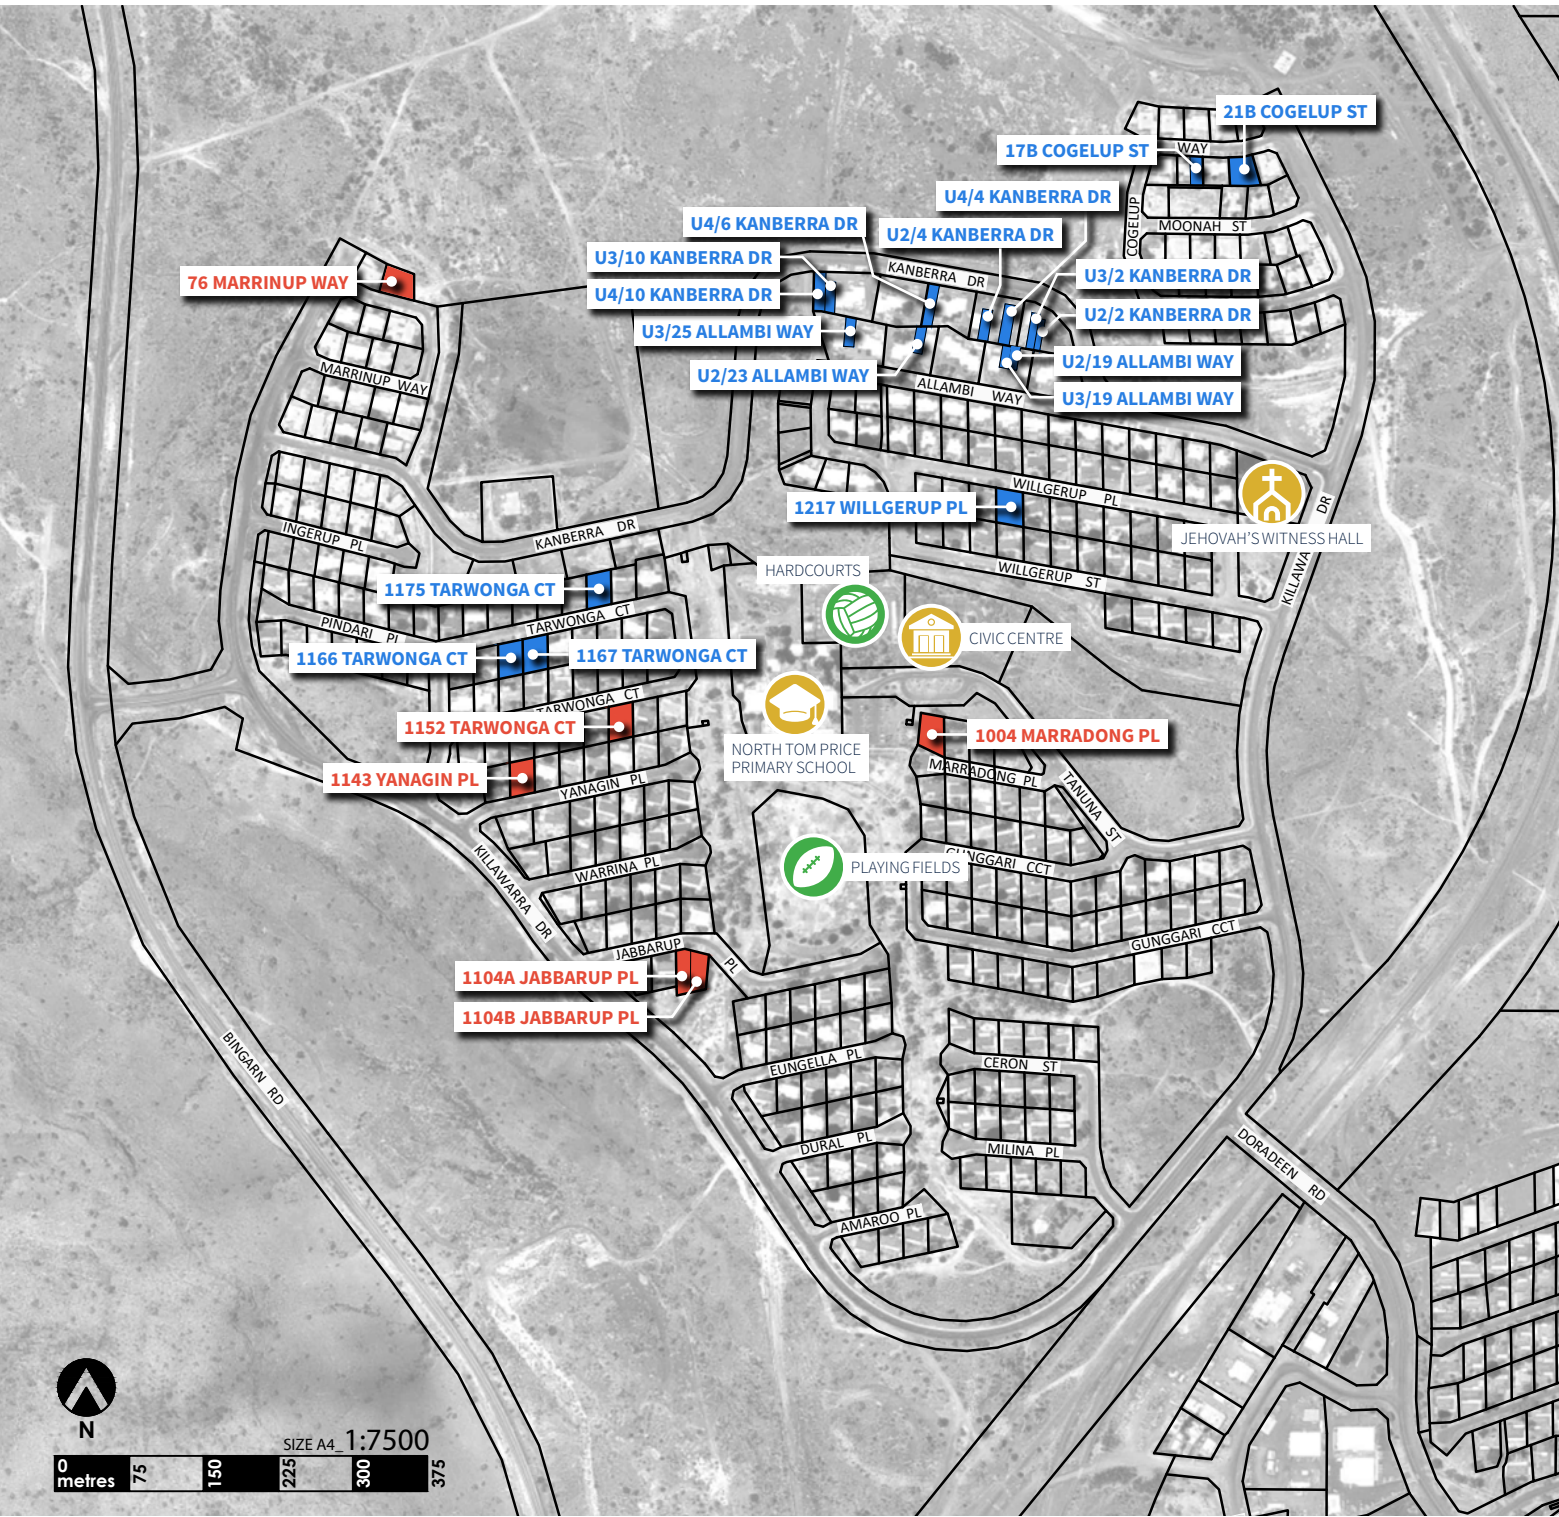 21B COGELUP ST
17B COGELUP ST
WAY
U4/4 KANBERRA DR
COGELUP
MOONAH ST
U4/6 KANBERRA DR
U2/4 KANBERRA DR
U3/10 KANBERRA DR
KANBERRA DR
U3/2 KANBERRA DR
76 MARRINUP WAY
U4/10 KANBERRA DR
U2/2 KANBERRA DR
U3/25 ALLAMBI WAY
U2/19 ALLAMBI WAY
U2/23 ALLAMBI WAY
MARRINUP WAY
ALLAMBI WAY
U3/19 ALLAMBI WAY
WILLGERUP PL
1217 WILLGERUP PL
DR
KILLAWA
JEHOVAH'S WITNESS HALL
INGERUP PL
KANBERRA DR
HARDCOURTS
WILLGERUP ST
1175 TARWONGA CT
TARWONGA CT
PINDARI PL
CIVIC CENTRE
1166 TARWONGA CT
1167 TARWONGA CT
TARWONGA CT
1152 TARWONGA CT
1004 MARRADONG PL
NORTH TOM PRICE
PRIMARY SCHOOL
MARRADONG PL
1143 YANAGIN PL
YANAGIN PL
TANUNA ST
GUNGGARI CCT
PLAYING FIELDS
WARRINA PL
KILLAWARRA DR
GUNGGARI CCT
JABBARUP PL
1104A JABBARUP PL
1104B JABBARUP PL
BINGARN RD
EUNGELLA PL
CERON ST
DURAL PL
MILINA PL
DORADEEN RD
AMAROO PL
N
SIZE A4_1:7500
0 75 150 225 300 375
metres